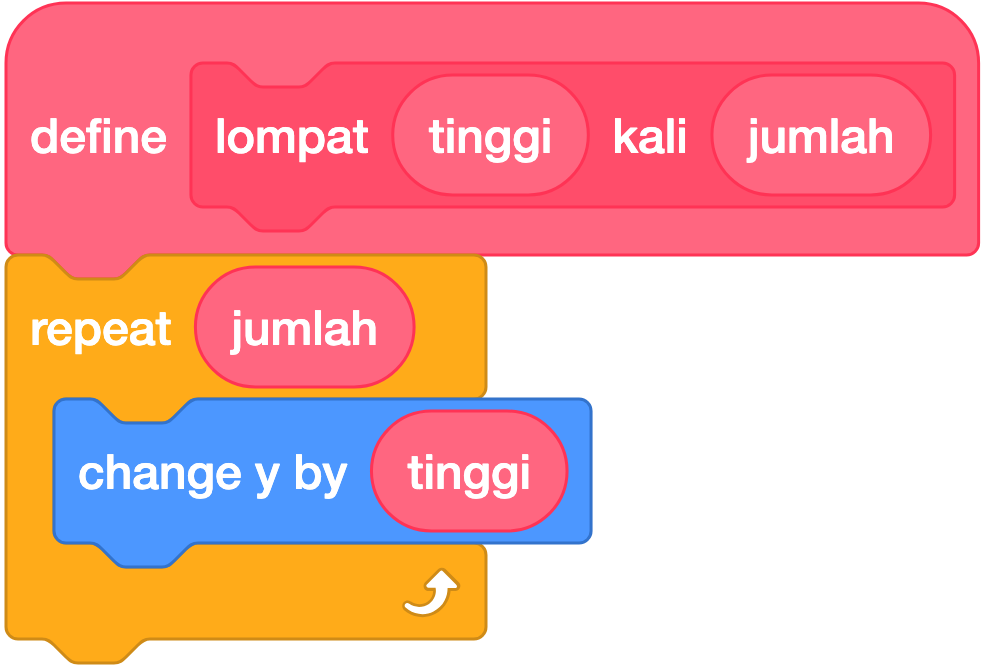 define lompat tinggi kali jumlah
repeat jumlah
change y by tinggi